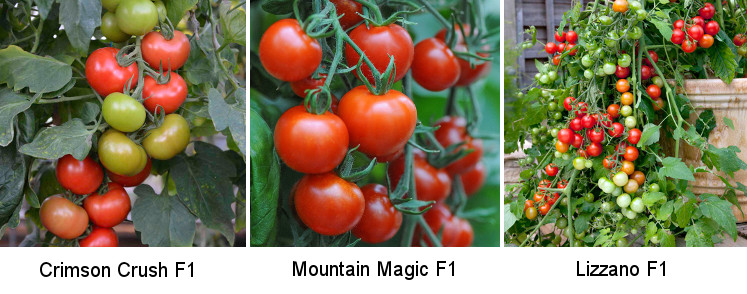 Crimson Crush F1
Mountain Magic F1
Lizzano F1